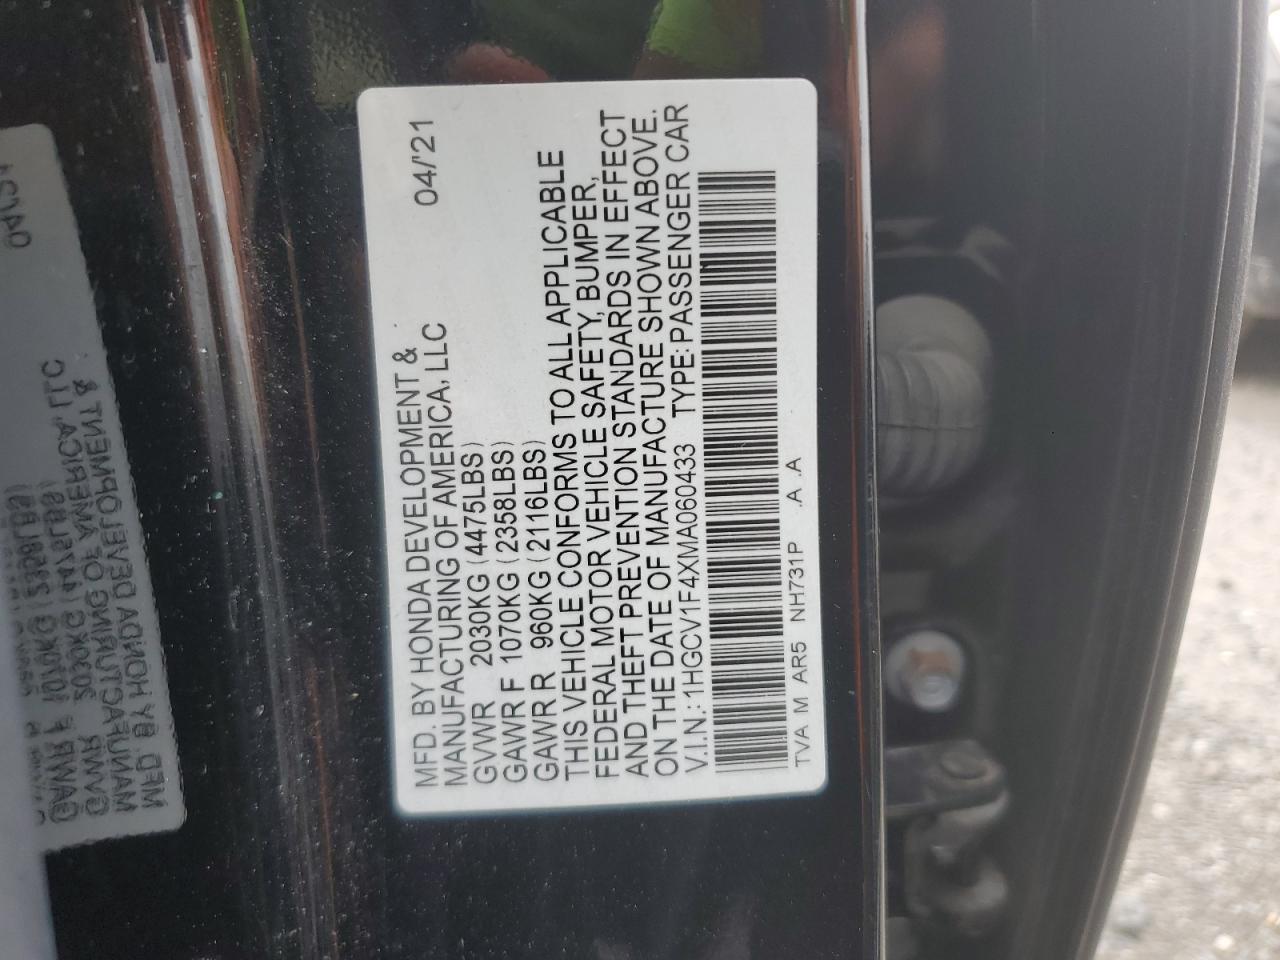 MFD. BY HONDA DEVELOPMENT &
MANUFACTURING OF AMERICA, LLC 04/'21
GVWR 2030KG (4475LBS)
GAWR F 1070KG (2358LBS)
GAWR R 960KG (2116LBS)
THIS VEHICLE CONFORMS TO ALL APPLICABLE
FEDERAL MOTOR VEHICLE SAFETY, BUMPER,
AND THEFT PREVENTION STANDARDS IN EFFECT
ON THE DATE OF MANUFACTURE SHOWN ABOVE.
V.I.N.: 1HGCV1F4XMA060433 TYPE: PASSENGER CAR
TVA M AR5 NH731P .A .A